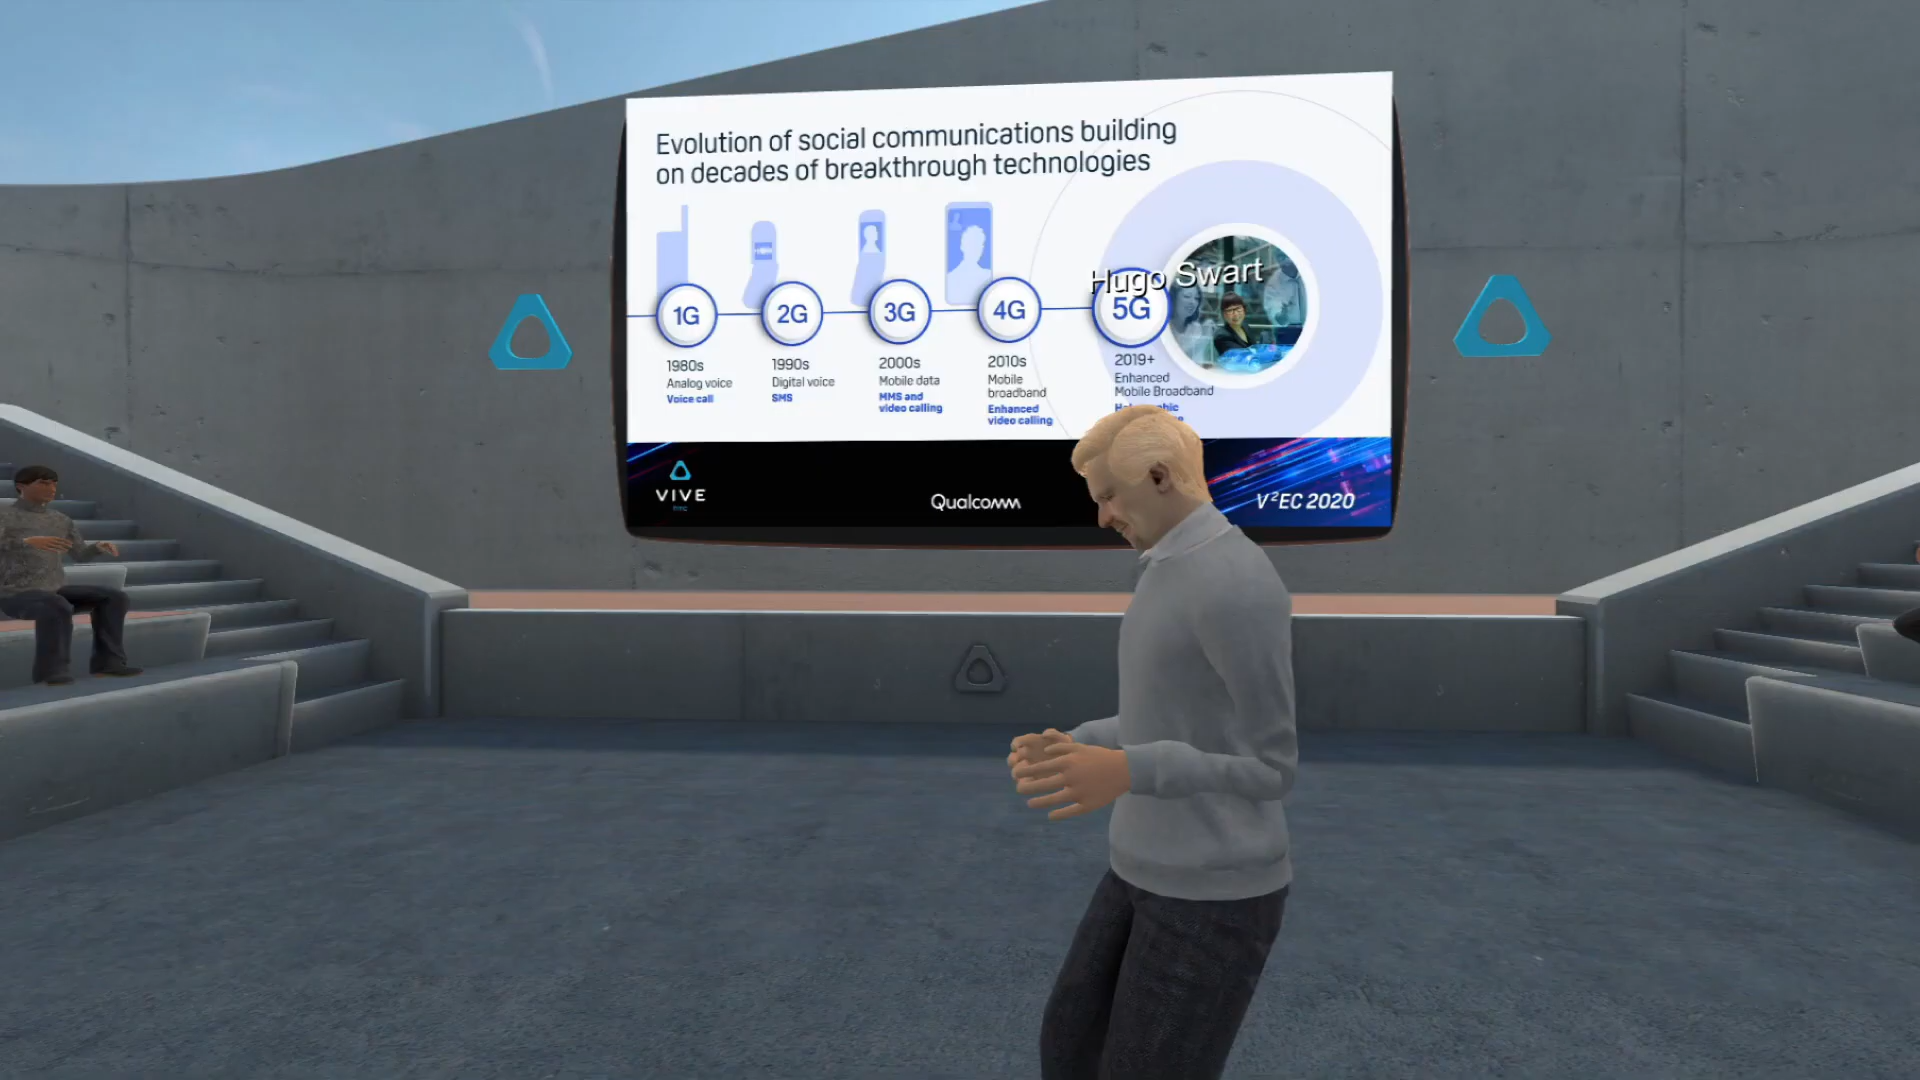 Evolution of social communications building
on decades of breakthrough technologies
Hugo Swart
1G
2G
3G
4G
5G
1980s
Analog voice
Voice call
1990s
Digital voice
SMS
2000s
Mobile data
MMS and
video calling
2010s
Mobile
broadband
Enhanced
video calling
2019+
Enhanced
Mobile Broadband
VIVE
Qualcomm
V²EC 2020